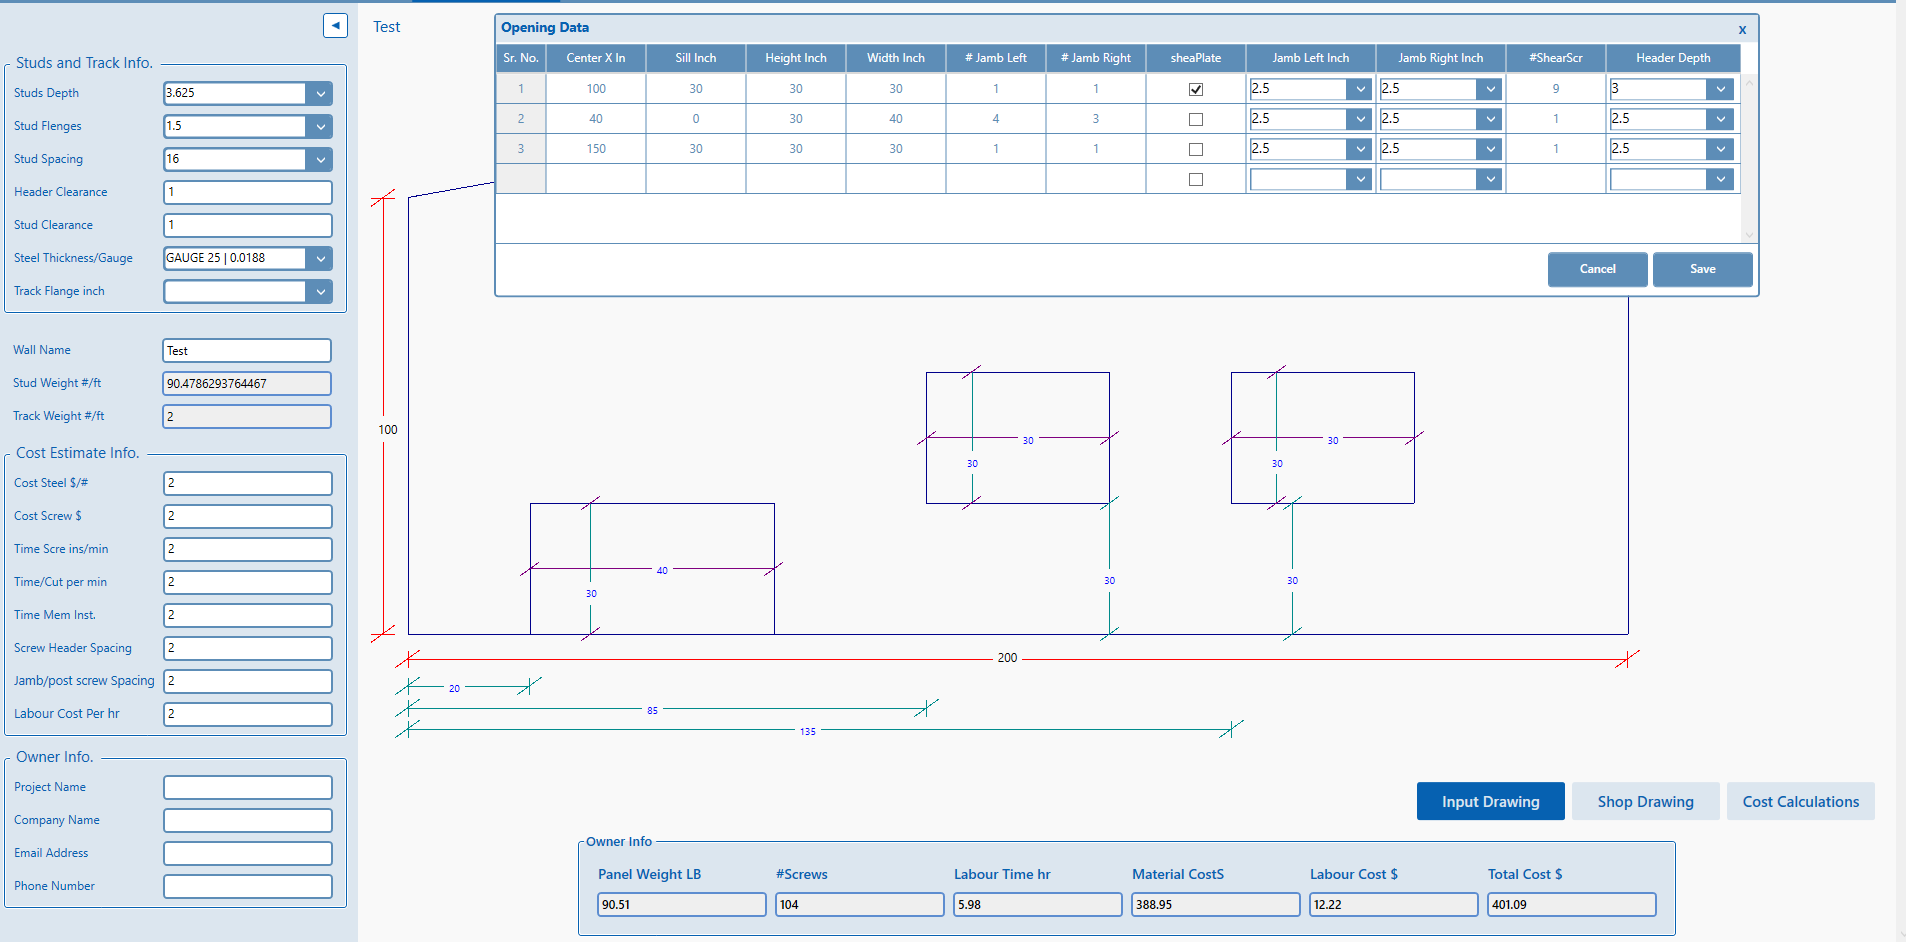 ◄
Studs and Track Info.
Studs Depth 3.625
Stud Flenges 1.5
Stud Spacing 16
Header Clearance 1
Stud Clearance 1
Steel Thickness/Gauge GAUGE 25 | 0.0188
Track Flange inch
Wall Name Test
Stud Weight #/ft 90.4786293764467
Track Weight #/ft 2
Cost Estimate Info.
Cost Steel $/# 2
Cost Screw $ 2
Time Scre ins/min 2
Time/Cut per min 2
Time Mem Inst. 2
Screw Header Spacing 2
Jamb/post screw Spacing 2
Labour Cost Per hr 2
Owner Info.
Project Name
Company Name
Email Address
Phone Number
Test
Opening Data x
Sr. No. Center X In Sill Inch Height Inch Width Inch # Jamb Left # Jamb Right sheaPlate Jamb Left Inch Jamb Right Inch #ShearScr Header Depth
1 100 30 30 30 1 1 2.5 2.5 9 3
2 40 0 30 40 4 3 2.5 2.5 1 2.5
3 150 30 30 30 1 1 2.5 2.5 1 2.5
Cancel Save
100
30 30
30 30
40
30
30 30
200
20
85
135
Input Drawing Shop Drawing Cost Calculations
Owner Info
Panel Weight LB #Screws Labour Time hr Material CostS Labour Cost $ Total Cost $
90.51 104 5.98 388.95 12.22 401.09